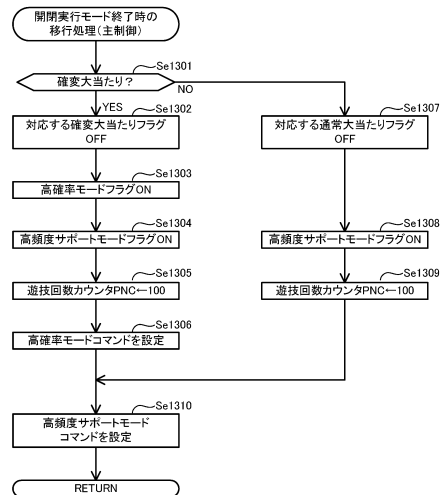 開閉実行モード終了時の
移行処理(主制御)
Se1301
確変大当たり？
NO
YES
Se1302
対応する確変大当たりフラグ
OFF
Se1307
対応する通常大当たりフラグ
OFF
Se1303
高確率モードフラグON
Se1304
高頻度サポートモードフラグON
Se1308
高頻度サポートモードフラグON
Se1305
遊技回数カウンタPNC←100
Se1309
遊技回数カウンタPNC←100
Se1306
高確率モードコマンドを設定
Se1310
高頻度サポートモード
コマンドを設定
RETURN